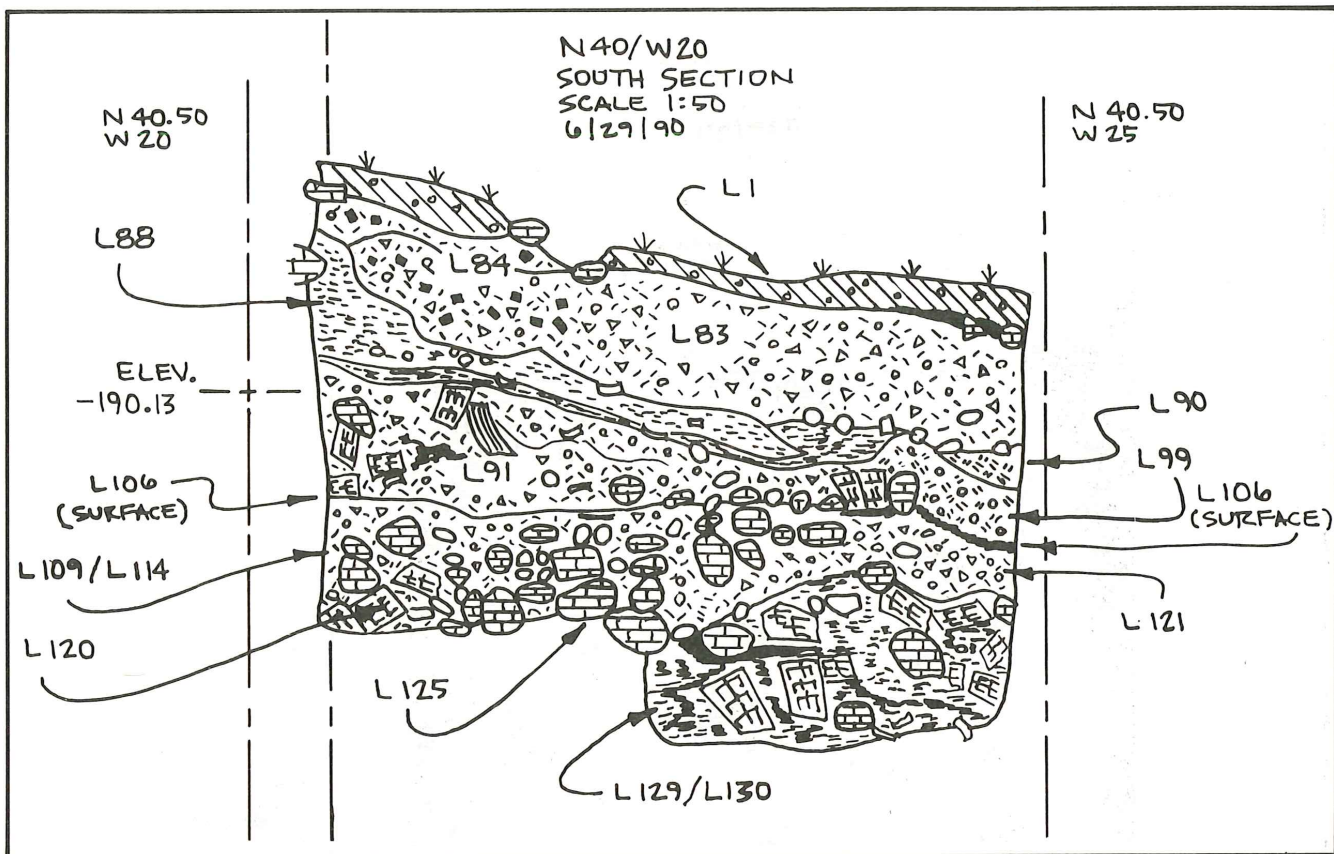 N40/W20
SOUTH SECTION
SCALE 1:50
6/29/90
N 40.50
W 20
N 40.50
W 25
L1
L88
L84
L83
ELEV.
-190.13
L90
L99
L91
L106
(SURFACE)
L106
(SURFACE)
L109/L114
L121
L120
L125
L129/L130